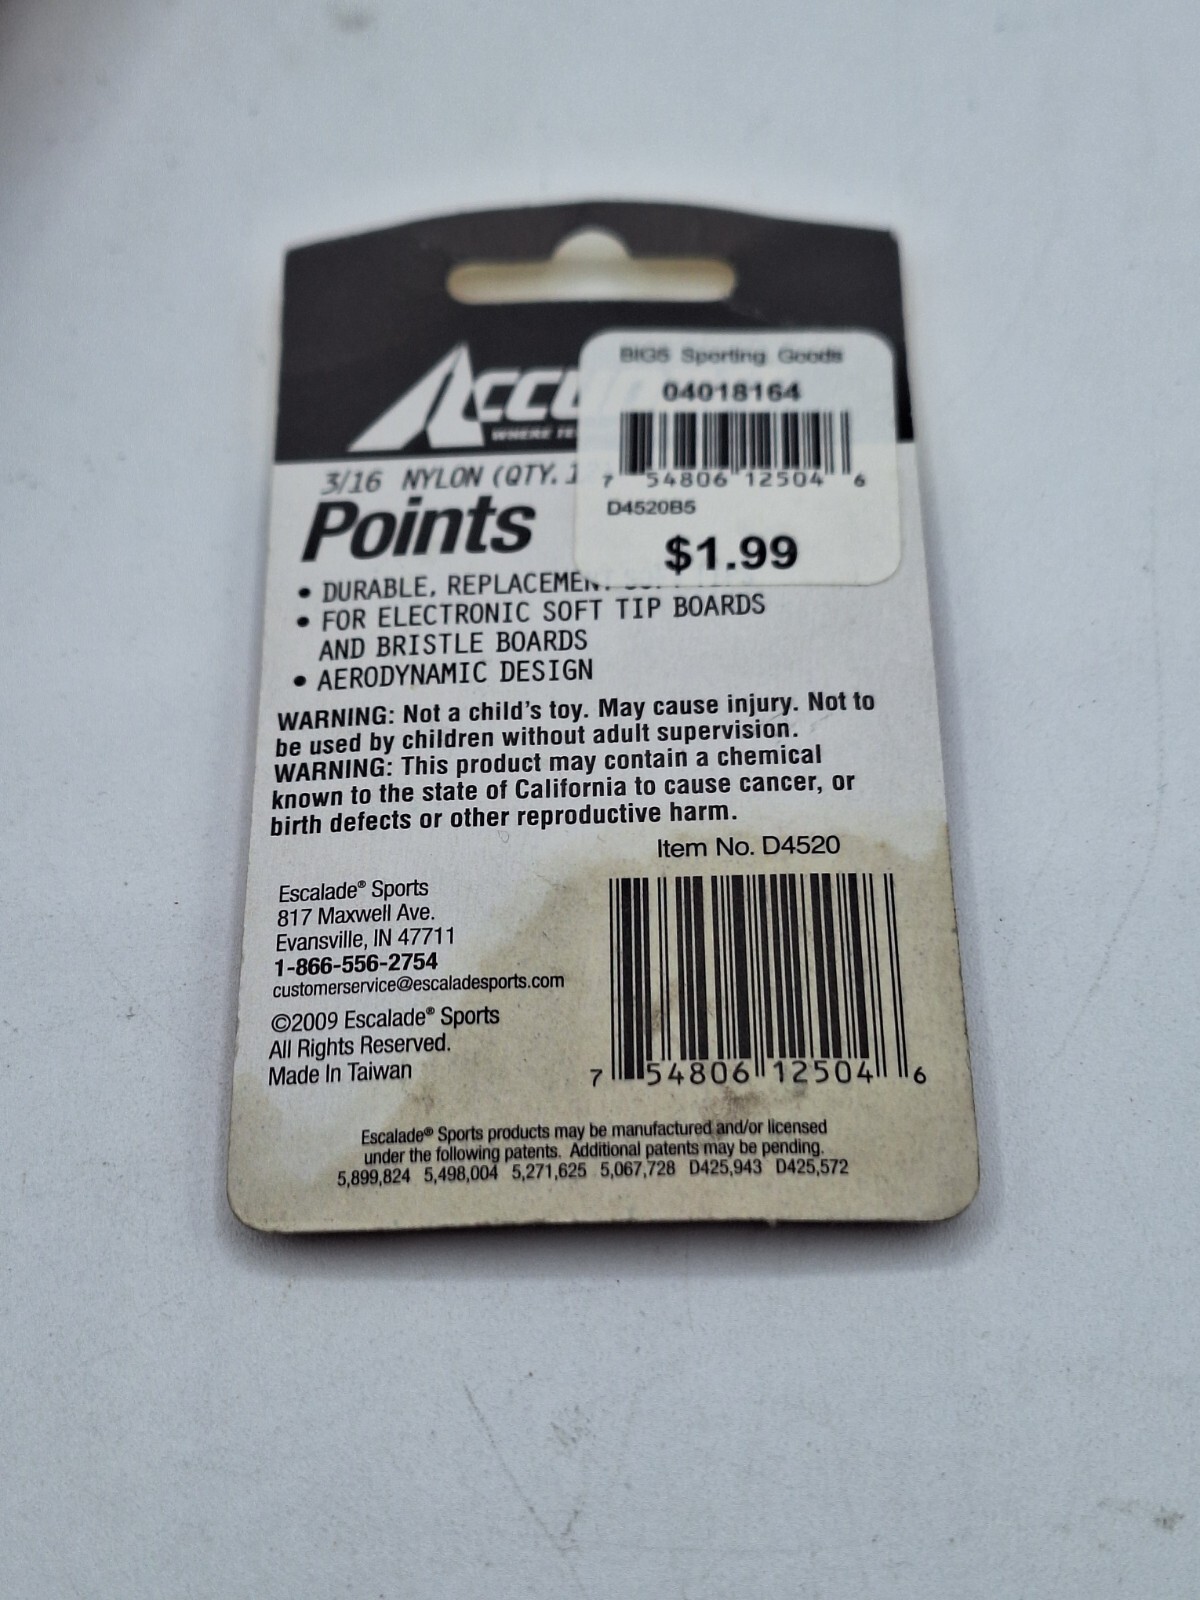 BIG5 Sporting Goods
04018164
7 54806 12504 6
D4520B5
$1.99
ACCU
WHERE
3/16 NYLON (QTY.
Points
• DURABLE, REPLACEMEN
• FOR ELECTRONIC SOFT TIP BOARDS
AND BRISTLE BOARDS
• AERODYNAMIC DESIGN
WARNING: Not a child's toy. May cause injury. Not to
be used by children without adult supervision.
WARNING: This product may contain a chemical
known to the state of California to cause cancer, or
birth defects or other reproductive harm.
Item No. D4520
Escalade® Sports
817 Maxwell Ave.
Evansville, IN 47711
1-866-556-2754
customerservice@escaladesports.com
©2009 Escalade® Sports
All Rights Reserved.
Made In Taiwan
7 54806 12504 6
Escalade® Sports products may be manufactured and/or licensed
under the following patents. Additional patents may be pending.
5,899,824 5,498,004 5,271,625 5,067,728 D425,943 D425,572